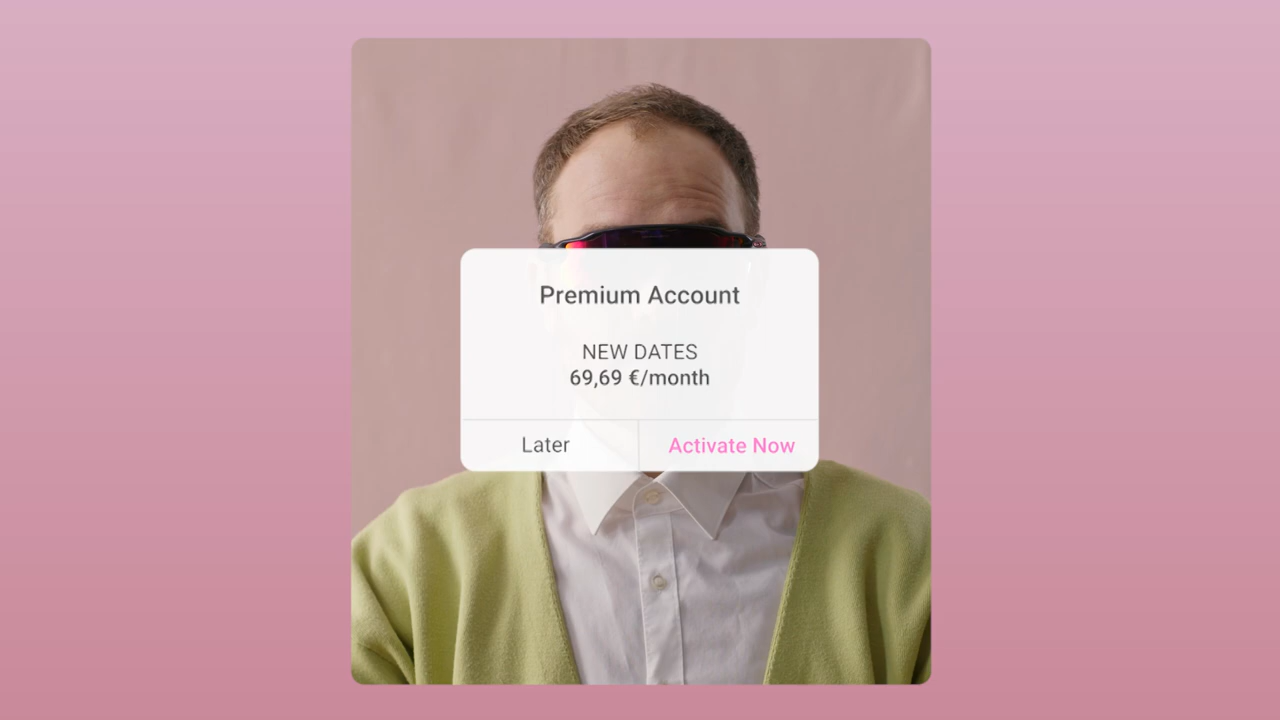 Premium Account
NEW DATES
69,69 €/month
Later
Activate Now